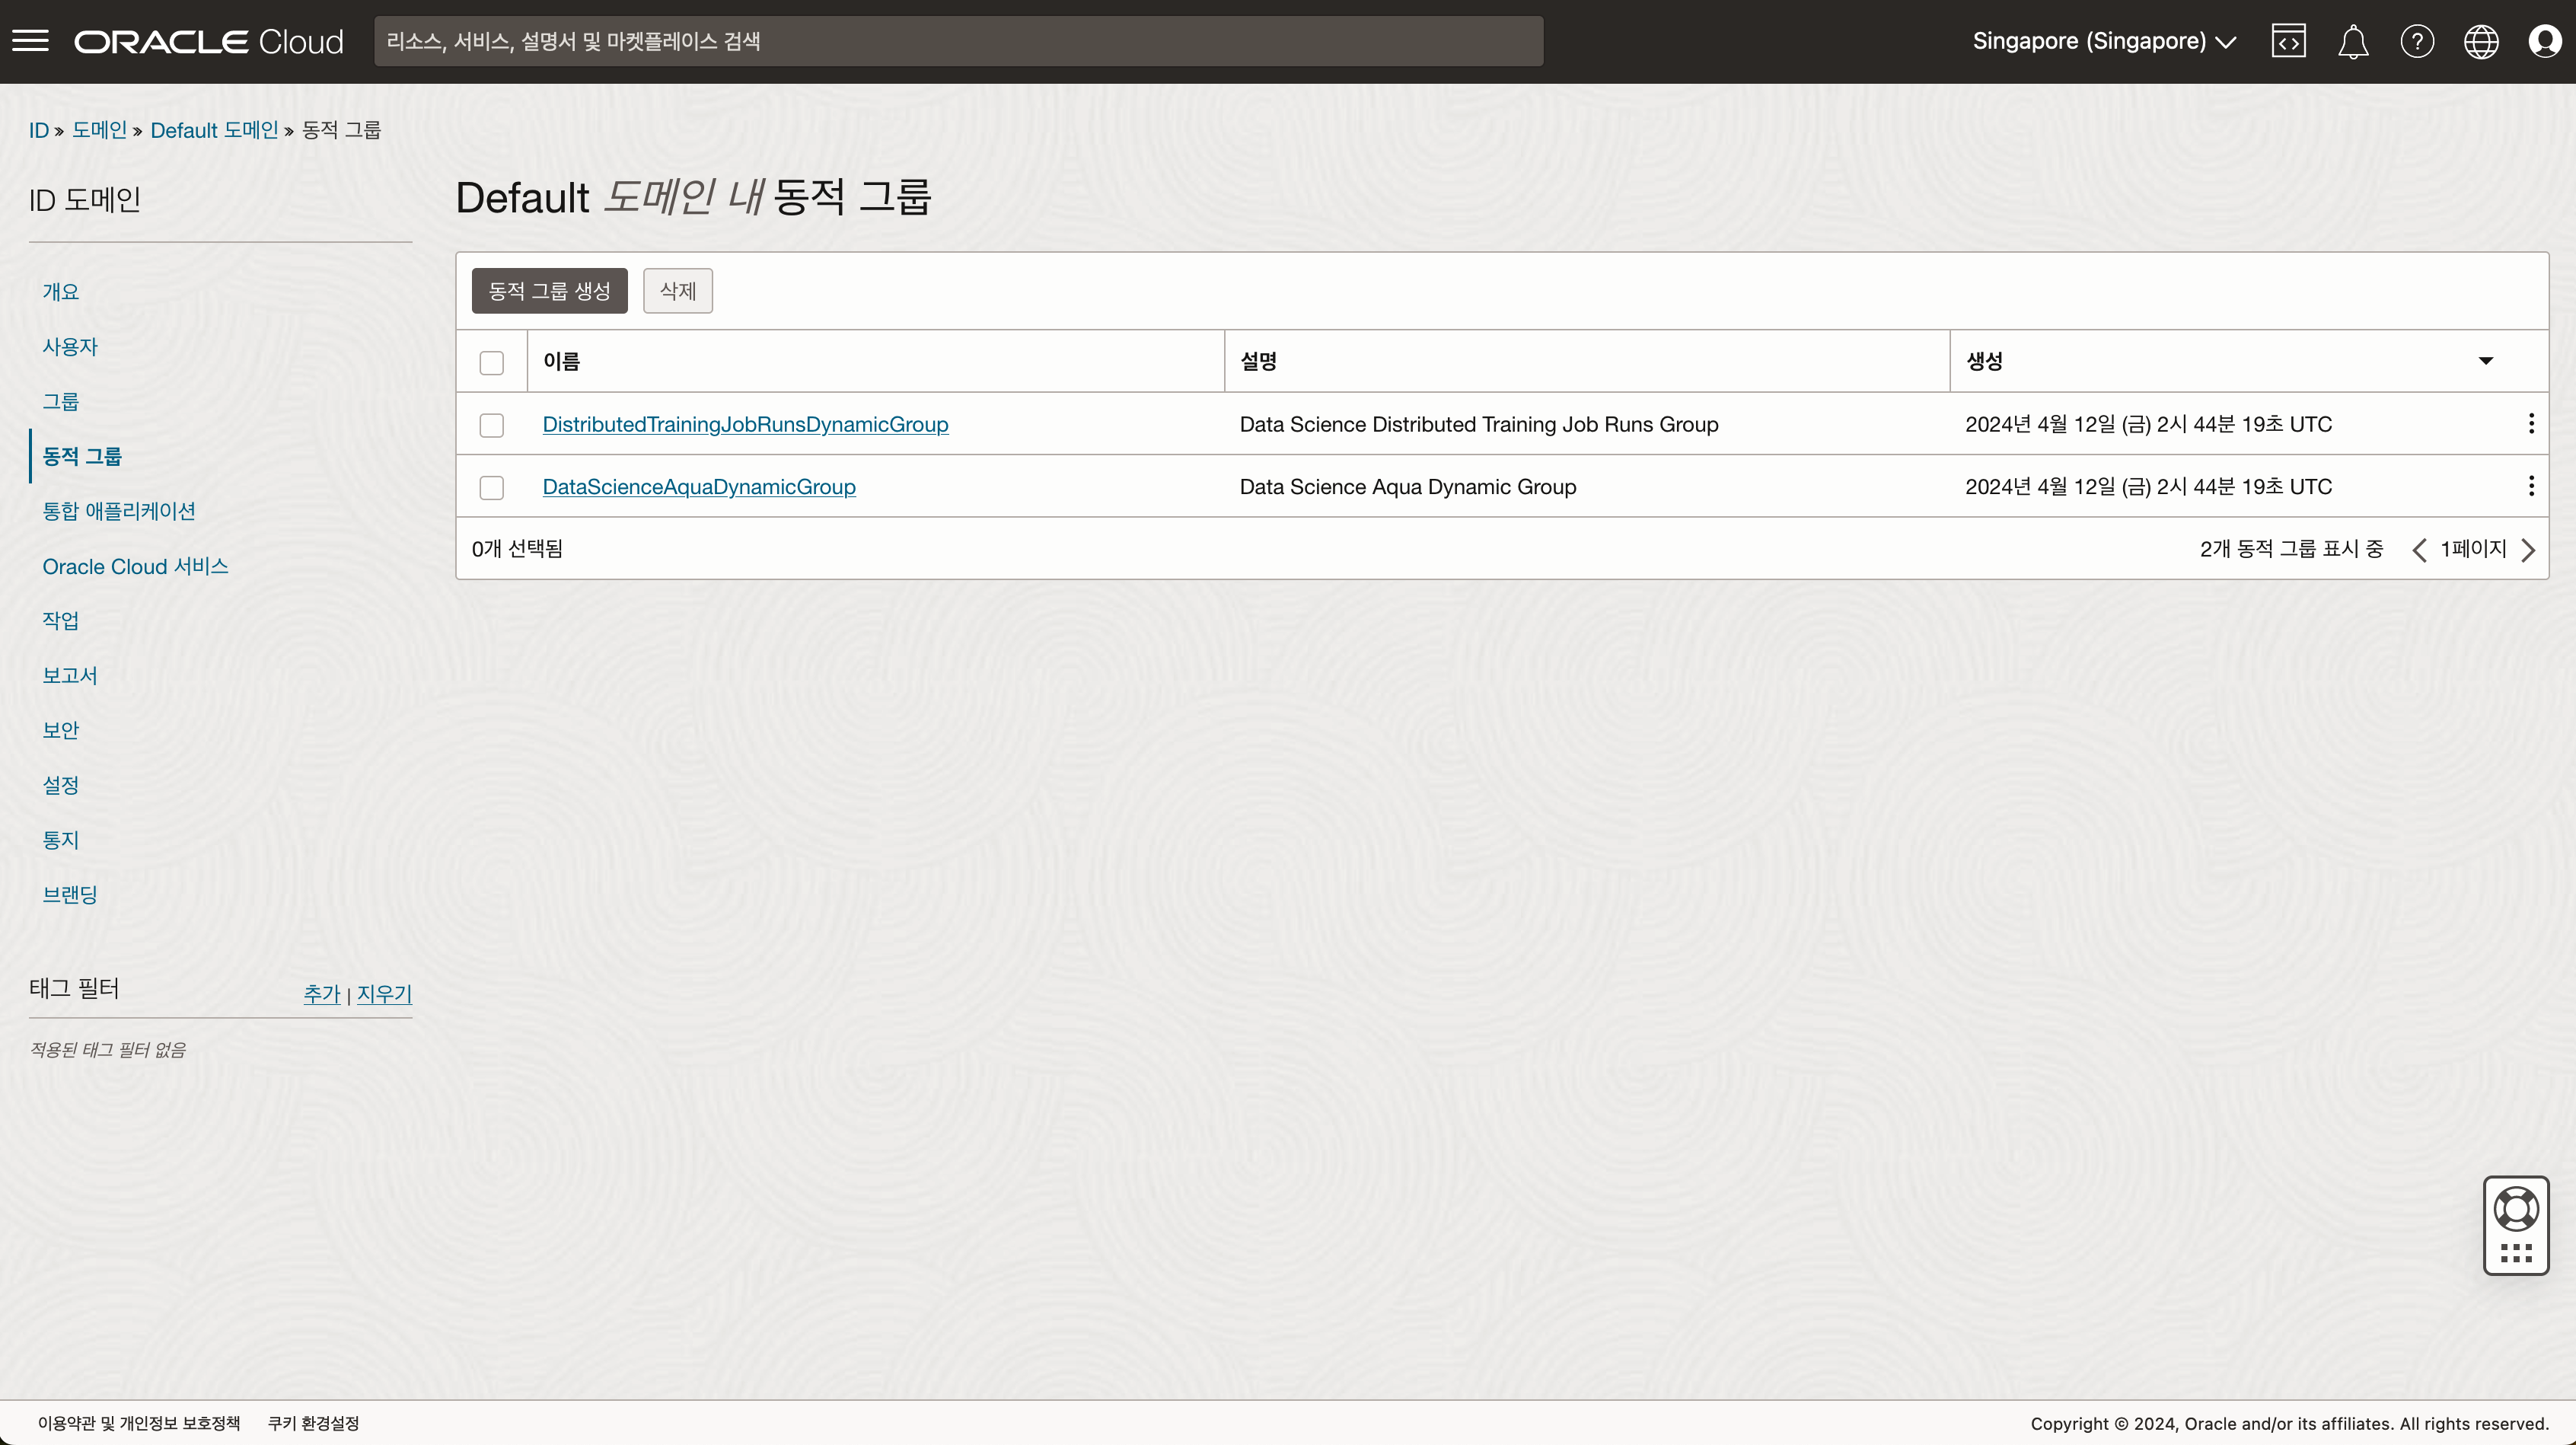 ORACLE Cloud
리소스, 서비스, 설명서 및 마켓플레이스 검색
Singapore (Singapore)
ID » 도메인 » Default 도메인 » 동적 그룹
ID 도메인
개요
사용자
그룹
동적 그룹
통합 애플리케이션
Oracle Cloud 서비스
작업
보고서
보안
설정
통지
브랜딩
태그 필터
추가 | 지우기
적용된 태그 필터 없음
Default 도메인 내 동적 그룹
동적 그룹 생성 삭제
이름 설명 생성
DistributedTrainingJobRunsDynamicGroup Data Science Distributed Training Job Runs Group 2024년 4월 12일 (금) 2시 44분 19초 UTC
DataScienceAquaDynamicGroup Data Science Aqua Dynamic Group 2024년 4월 12일 (금) 2시 44분 19초 UTC
0개 선택됨 2개 동적 그룹 표시 중 1페이지
이용약관 및 개인정보 보호정책 쿠키 환경설정
Copyright © 2024, Oracle and/or its affiliates. All rights reserved.